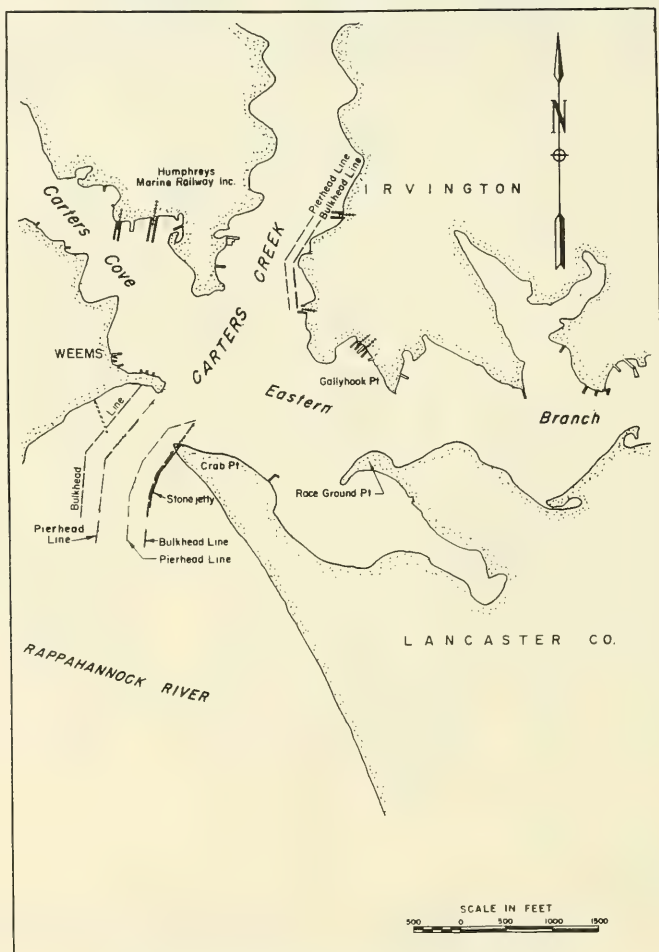 Humphreys
Marine Railway Inc.
Carters
Cove
Pierhead Line
Bulkhead Line
IRVINGTON
N
CARTERS CREEK
WEEMS
Gallyhook Pt
Eastern
Branch
Line
Bulkhead
Crab Pt
Race Ground Pt
Stone jetty
Pierhead
Line
Bulkhead Line
Pierhead Line
LANCASTER CO.
RAPPAHANNOCK RIVER
SCALE IN FEET
500 0 500 1000 1500